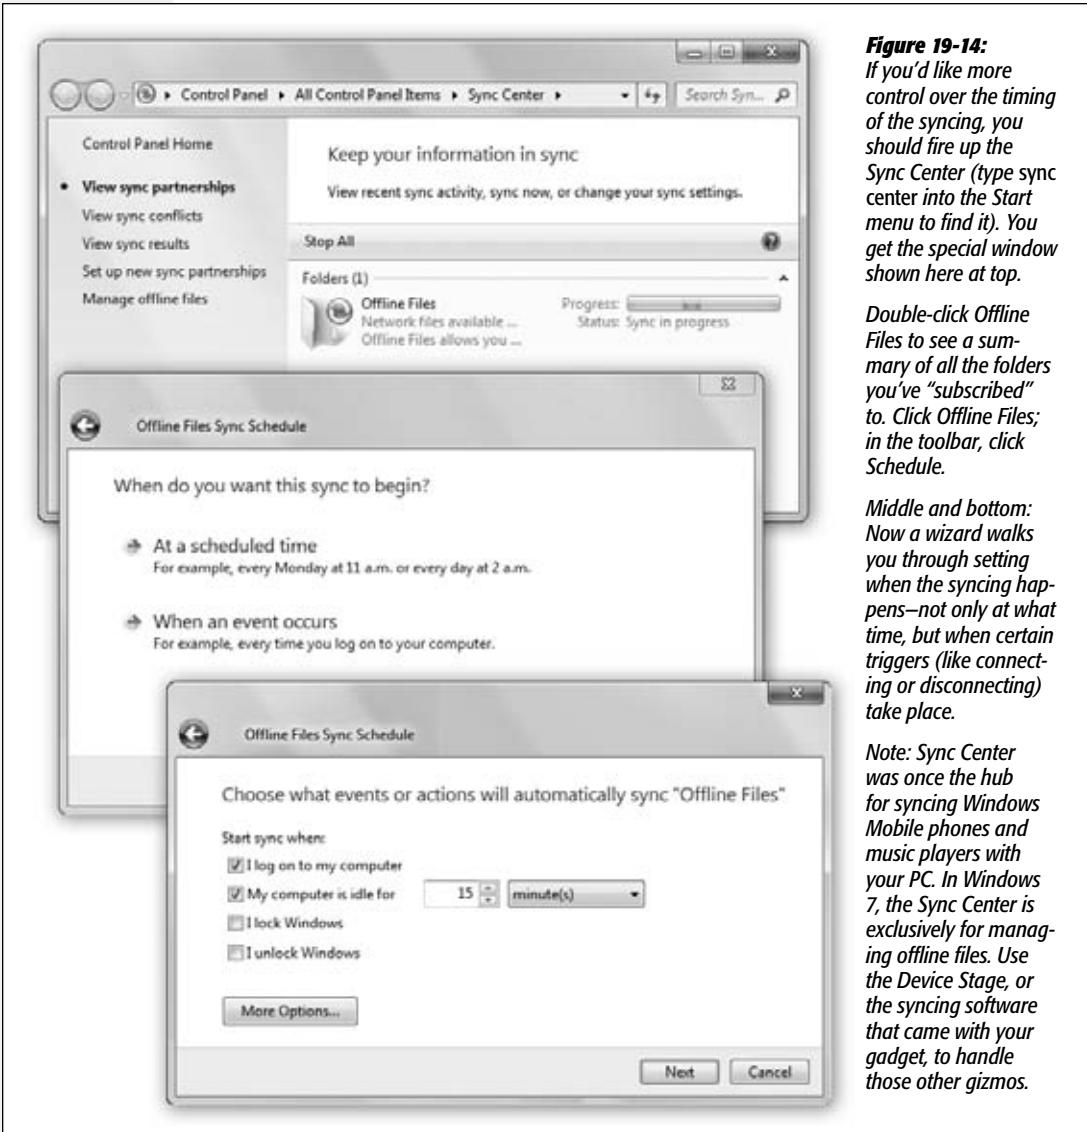 Control Panel ▸ All Control Panel Items ▸ Sync Center ▸
Search Syn...
Control Panel Home
View sync partnerships
View sync conflicts
View sync results
Set up new sync partnerships
Manage offline files
Keep your information in sync
View recent sync activity, sync now, or change your sync settings.
Stop All
Folders (1)
Offline Files
Network files available ...
Offline Files allows you ...
Progress:
Status: Sync in progress
Offline Files Sync Schedule
When do you want this sync to begin?
At a scheduled time
For example, every Monday at 11 a.m. or every day at 2 a.m.
When an event occurs
For example, every time you log on to your computer.
Offline Files Sync Schedule
Choose what events or actions will automatically sync "Offline Files"
Start sync when:
I log on to my computer
My computer is idle for 15 minute(s)
I lock Windows
I unlock Windows
More Options...
Next Cancel
Figure 19-14:
If you’d like more
control over the timing
of the syncing, you
should fire up the
Sync Center (type sync
center into the Start
menu to find it). You
get the special window
shown here at top.
Double-click Offline
Files to see a sum-
mary of all the folders
you’ve “subscribed”
to. Click Offline Files;
in the toolbar, click
Schedule.
Middle and bottom:
Now a wizard walks
you through setting
when the syncing hap-
pens—not only at what
time, but when certain
triggers (like connect-
ing or disconnecting)
take place.
Note: Sync Center
was once the hub
for syncing Windows
Mobile phones and
music players with
your PC. In Windows
7, the Sync Center is
exclusively for manag-
ing offline files. Use
the Device Stage, or
the syncing software
that came with your
gadget, to handle
those other gizmos.